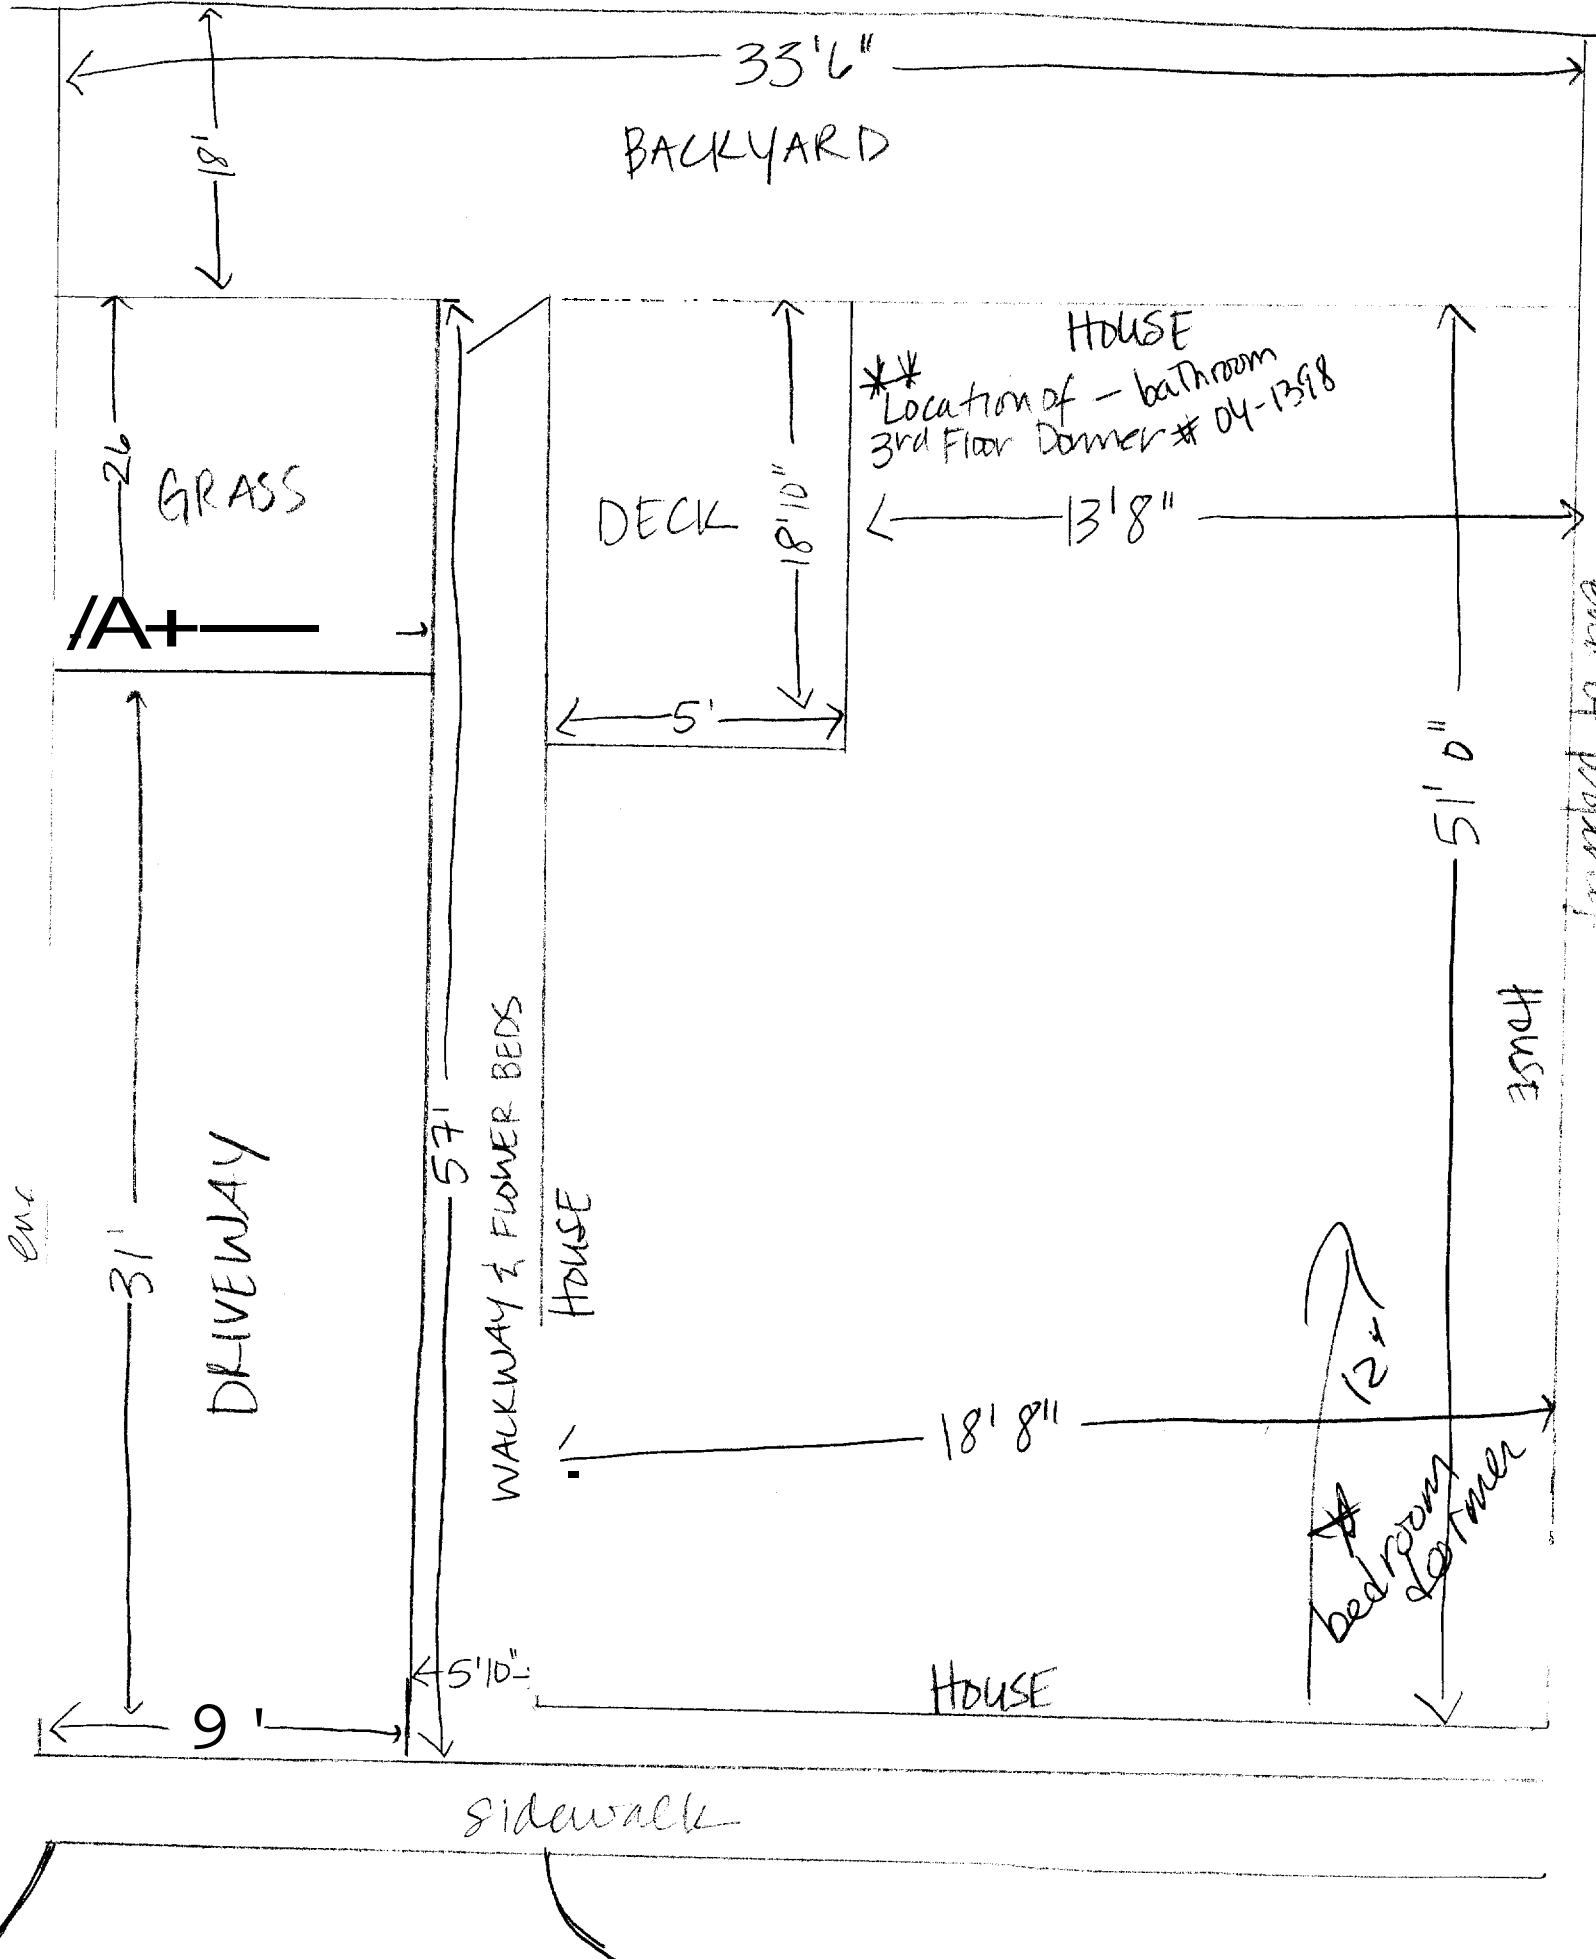 33'6"
BACKYARD
18'
HOUSE
**
Location of - bathroom
3rd Floor Dormer # 04-1398
26
GRASS
DECK
18'10"
13'8"
/A+
5'
51' 0"
House
31'
DRIVEWAY
57'
WALKWAY & FLOWER BEDS
HOUSE
12+
18' 8"
*
bedroom
dormer
5'10"
HOUSE
9'
sidewalk